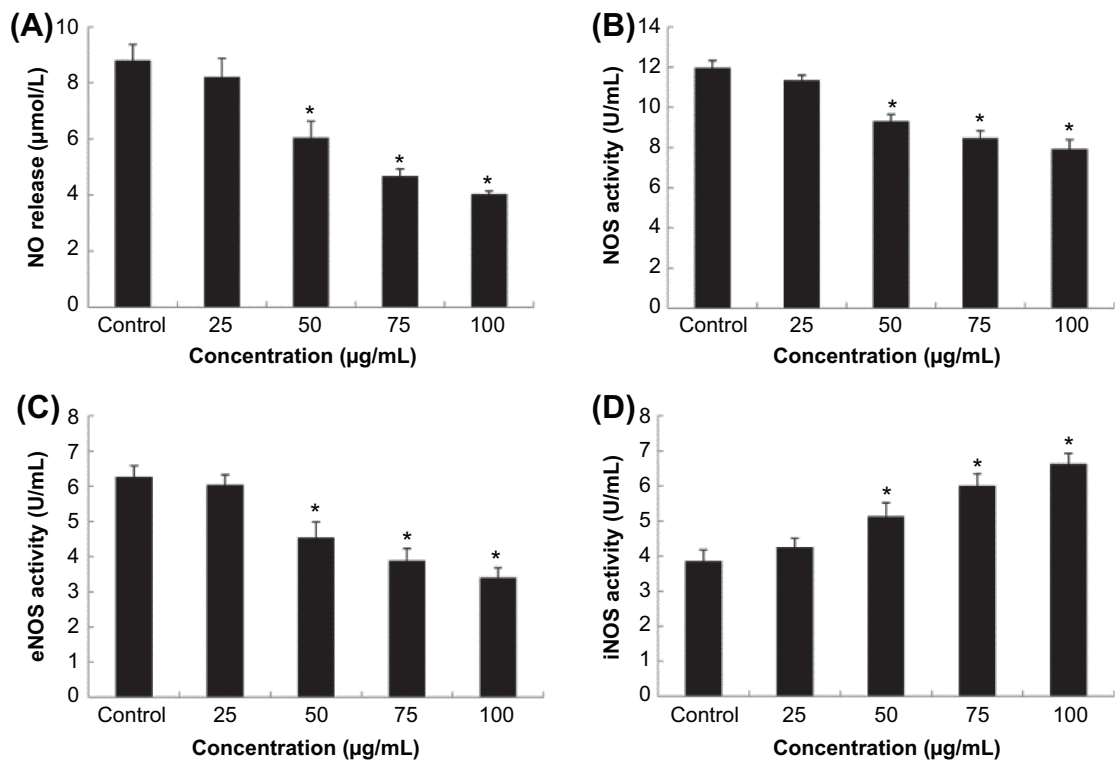 (A)
10
8
6
4
2
0
NO release (µmol/L)
* * *
Control 25 50 75 100
Concentration (µg/mL)
(B)
14
12
10
8
6
4
2
0
NOS activity (U/mL)
* * *
Control 25 50 75 100
Concentration (µg/mL)
(C)
8
7
6
5
4
3
2
1
0
eNOS activity (U/mL)
* * *
Control 25 50 75 100
Concentration (µg/mL)
(D)
8
7
6
5
4
3
2
1
0
iNOS activity (U/mL)
* * *
Control 25 50 75 100
Concentration (µg/mL)